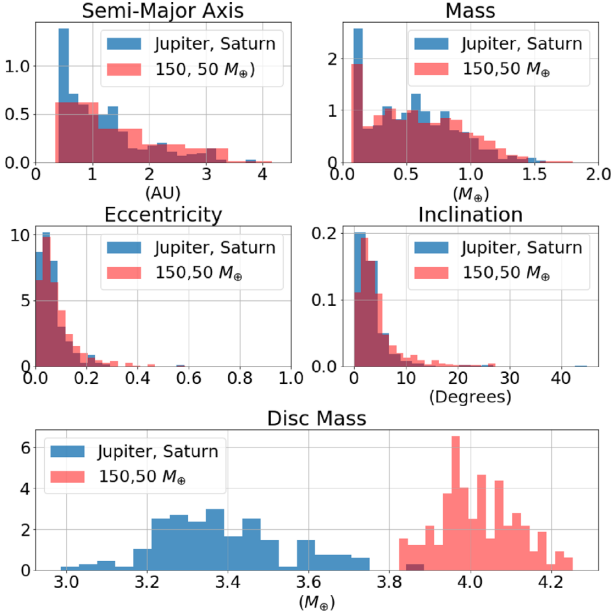 Semi-Major Axis
Jupiter, Saturn
150, 50 M⊕)
1.0
0.5
0.0
0 1 2 3 4
(AU)
Mass
Jupiter, Saturn
150,50 M⊕
2
1
0
0.0 0.5 1.0 1.5 2.0
(M⊕)
Eccentricity
Jupiter, Saturn
150,50 M⊕
10
5
0.0 0.2 0.4 0.6 0.8 1.0
Inclination
Jupiter, Saturn
150,50 M⊕
0.2
0.1
0.0
0 10 20 30 40
(Degrees)
Disc Mass
Jupiter, Saturn
150,50 M⊕
6
4
2
0
3.0 3.2 3.4 3.6 3.8 4.0 4.2
(M⊕)